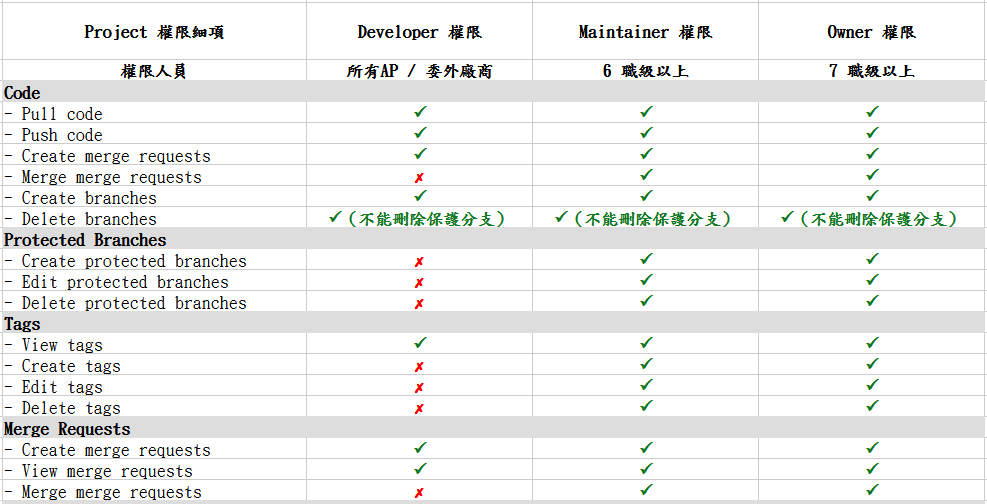 Project 權限細項 Developer 權限 Maintainer 權限 Owner 權限
權限人員 所有AP / 委外廠商 6 職級以上 7 職級以上
Code
- Pull code ✓ ✓ ✓
- Push code ✓ ✓ ✓
- Create merge requests ✓ ✓ ✓
- Merge merge requests ✗ ✓ ✓
- Create branches ✓ ✓ ✓
- Delete branches ✓(不能刪除保護分支) ✓(不能刪除保護分支) ✓(不能刪除保護分支)
Protected Branches
- Create protected branches ✗ ✓ ✓
- Edit protected branches ✗ ✓ ✓
- Delete protected branches ✗ ✓ ✓
Tags
- View tags ✓ ✓ ✓
- Create tags ✗ ✓ ✓
- Edit tags ✗ ✓ ✓
- Delete tags ✗ ✓ ✓
Merge Requests
- Create merge requests ✓ ✓ ✓
- View merge requests ✓ ✓ ✓
- Merge merge requests ✗ ✓ ✓